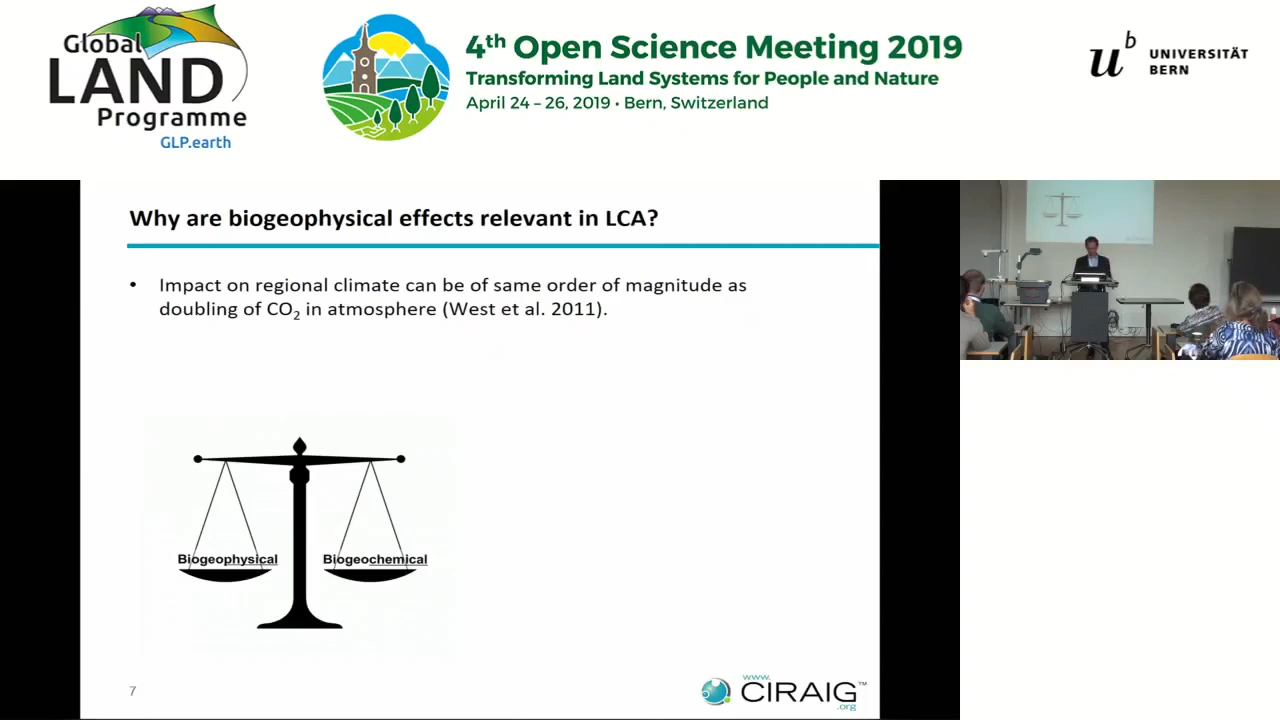 Global
LAND
Programme
GLP.earth
4th Open Science Meeting 2019
Transforming Land Systems for People and Nature
April 24 – 26, 2019 • Bern, Switzerland
u b
UNIVERSITÄT
BERN
Why are biogeophysical effects relevant in LCA?
• Impact on regional climate can be of same order of magnitude as
doubling of CO2 in atmosphere (West et al. 2011).
Biogeophysical
Biogeochemical
7
www.
CIRAIG™
.org